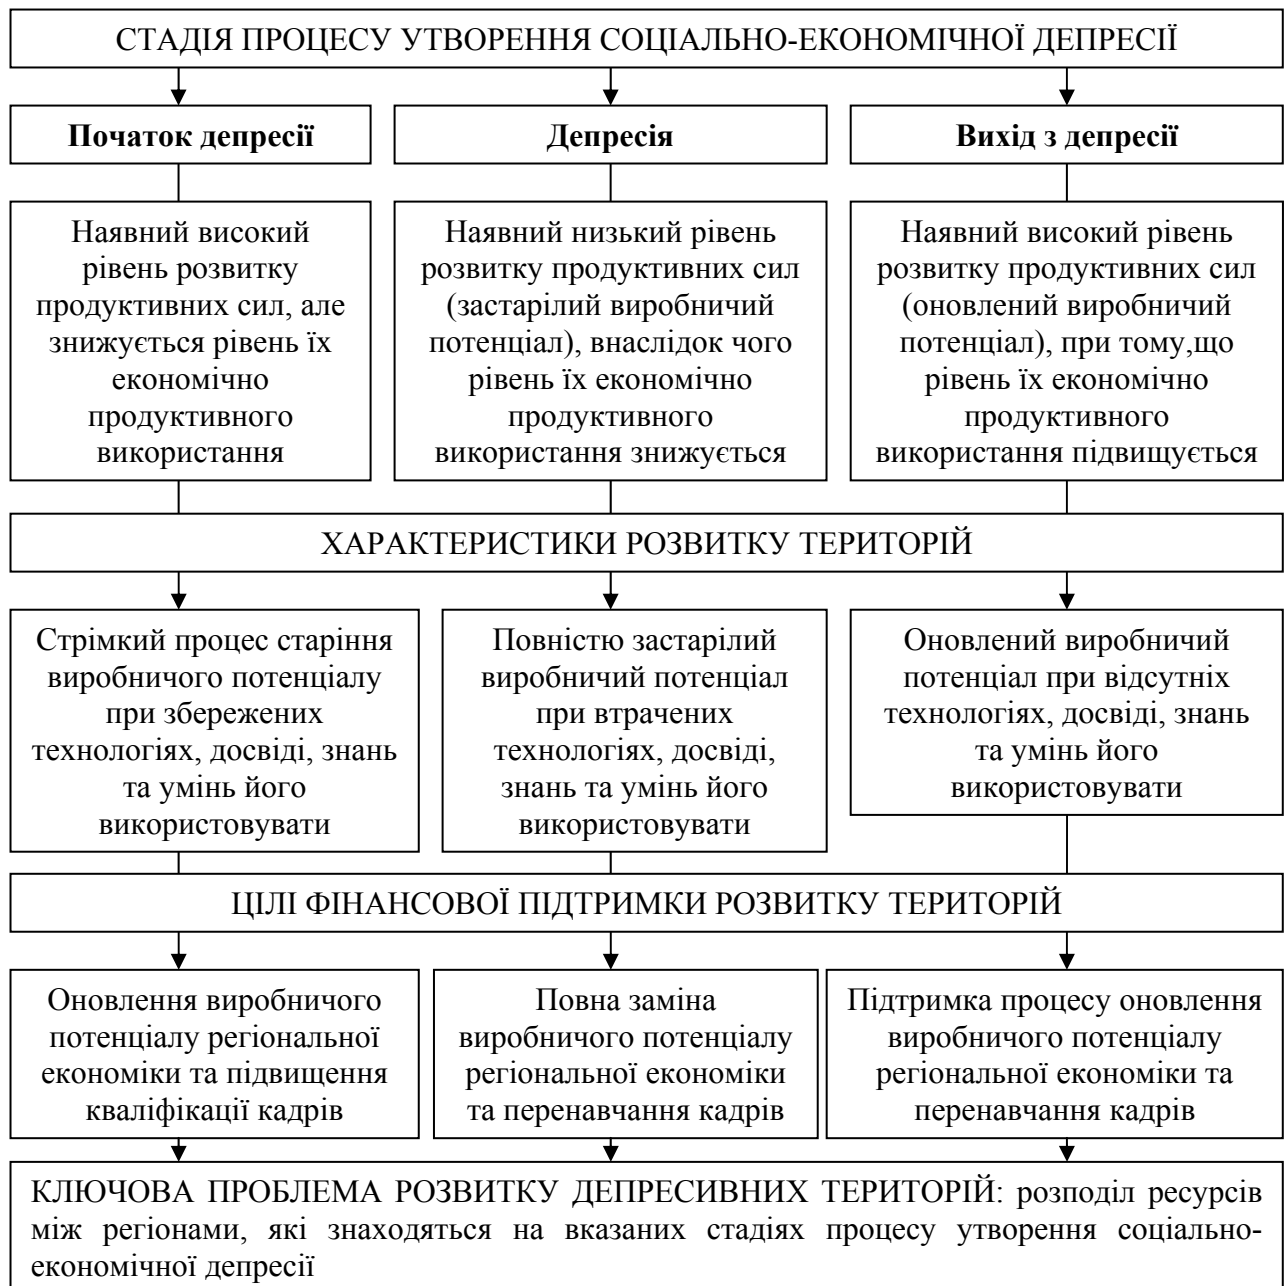 СТАДІЯ ПРОЦЕСУ УТВОРЕННЯ СОЦІАЛЬНО-ЕКОНОМІЧНОЇ ДЕПРЕСІЇ
Початок депресії
Депресія
Вихід з депресії
Наявний високий
рівень розвитку
продуктивних сил, але
знижується рівень їх
економічно
продуктивного
використання
Наявний низький рівень
розвитку продуктивних сил
(застарілий виробничий
потенціал), внаслідок чого
рівень їх економічно
продуктивного
використання знижується
Наявний високий рівень
розвитку продуктивних сил
(оновлений виробничий
потенціал), при тому,що
рівень їх економічно
продуктивного
використання підвищується
ХАРАКТЕРИСТИКИ РОЗВИТКУ ТЕРИТОРІЙ
Стрімкий процес старіння
виробничого потенціалу
при збережених
технологіях, досвіді, знань
та умінь його
використовувати
Повністю застарілий
виробничий потенціал
при втрачених
технологіях, досвіді,
знань та умінь його
використовувати
Оновлений виробничий
потенціал при відсутніх
технологіях, досвіді, знань
та умінь його
використовувати
ЦІЛІ ФІНАНСОВОЇ ПІДТРИМКИ РОЗВИТКУ ТЕРИТОРІЙ
Оновлення виробничого
потенціалу регіональної
економіки та підвищення
кваліфікації кадрів
Повна заміна
виробничого потенціалу
регіональної економіки
та перенавчання кадрів
Підтримка процесу оновлення
виробничого потенціалу
регіональної економіки та
перенавчання кадрів
КЛЮЧОВА ПРОБЛЕМА РОЗВИТКУ ДЕПРЕСИВНИХ ТЕРИТОРІЙ: розподіл ресурсів
між регіонами, які знаходяться на вказаних стадіях процесу утворення соціально-
економічної депресії